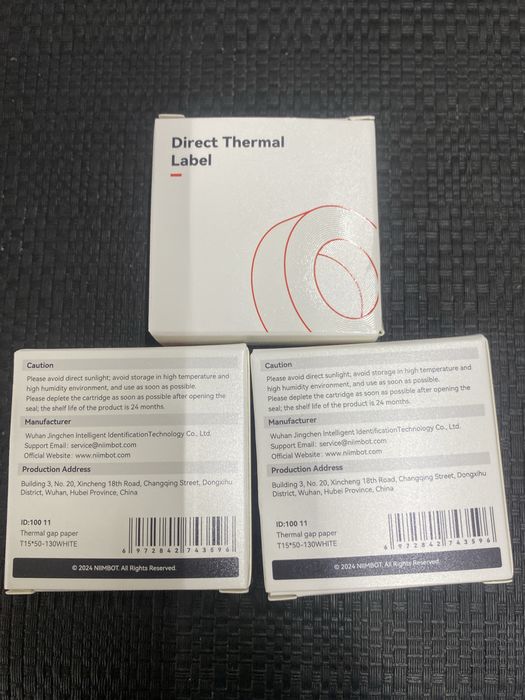 Direct Thermal
Label
Caution
Please avoid direct sunlight; avoid storage in high temperature and
high humidity environment, and use as soon as possible.
Please deplete the cartridge as soon as possible after opening the
seal; the shelf life of the product is 24 months.
Manufacturer
Wuhan Jingchen Intelligent IdentificationTechnology Co., Ltd.
Support Email: service@niimbot.com
Official Website: www.niimbot.com
Production Address
Building 3, No. 20, Xincheng 18th Road, Changqing Street, Dongxihu
District, Wuhan, Hubei Province, China
ID:100 11
Thermal gap paper
T15*50-130WHITE
6 972842 743596
© 2024 NIIMBOT. All Rights Reserved.
Caution
Please avoid direct sunlight; avoid storage in high temperature and
high humidity environment, and use as soon as possible.
Please deplete the cartridge as soon as possible after opening the
seal; the shelf life of the product is 24 months.
Manufacturer
Wuhan Jingchen Intelligent IdentificationTechnology Co., Ltd.
Support Email: service@niimbot.com
Official Website: www.niimbot.com
Production Address
Building 3, No. 20, Xincheng 18th Road, Changqing Street, Dongxihu
District, Wuhan, Hubei Province, China
ID:100 11
Thermal gap paper
T15*50-130WHITE
6 972842 743596
© 2024 NIIMBOT. All Rights Reserved.